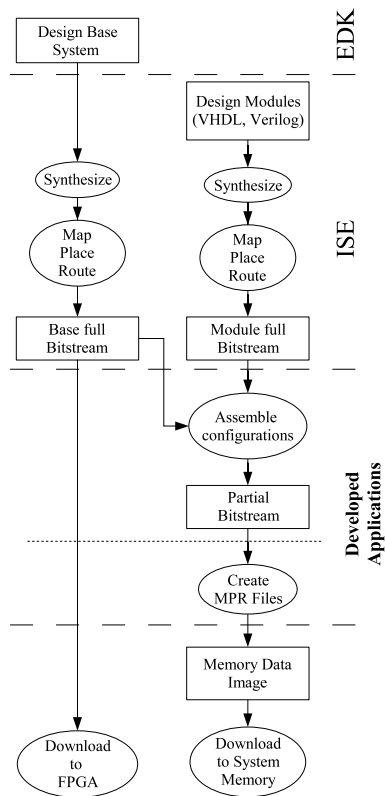 Design Base
System
EDK
Design Modules
(VHDL, Verilog)
Synthesize
Synthesize
Map
Place
Route
Map
Place
Route
ISE
Base full
Bitstream
Module full
Bitstream
Assemble
configurations
Partial
Bitstream
Developed
Applications
Create
MPR Files
Memory Data
Image
Download
to
FPGA
Download
to System
Memory